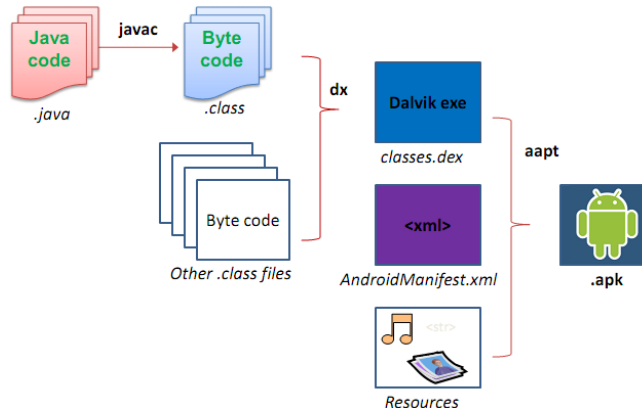 Java
code
javac
Byte
code
.java
.class
dx
Dalvik exe
classes.dex
aapt
Byte code
Other .class files
<xml>
AndroidManifest.xml
.apk
<str>
Resources